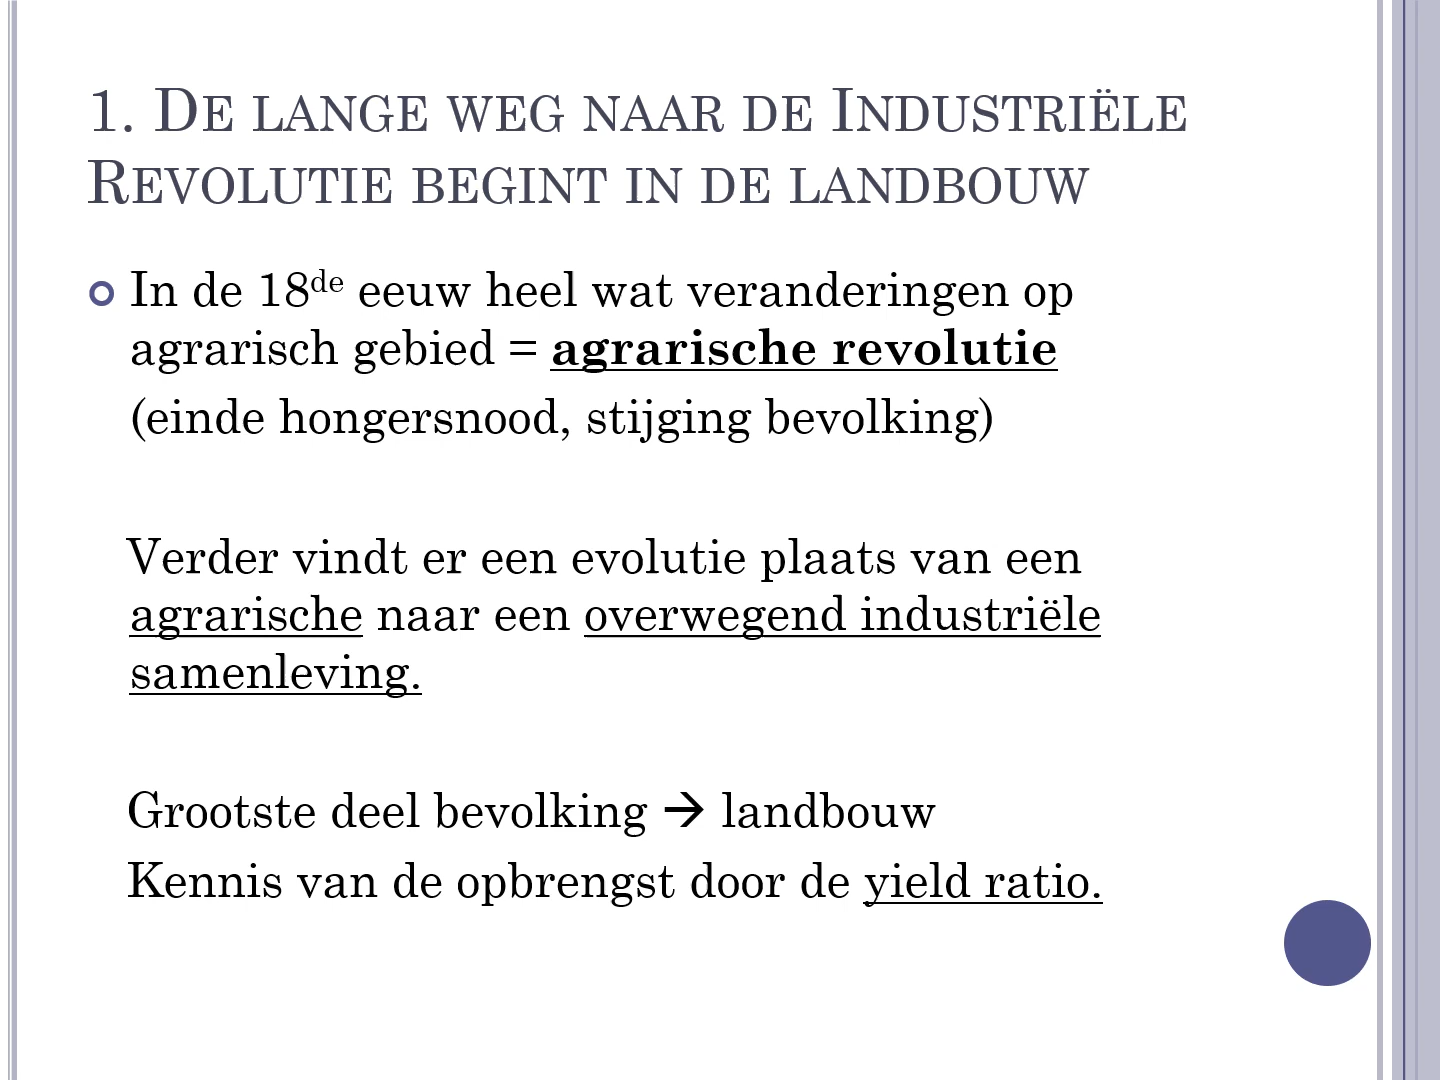 1. De lange weg naar de Industriële
Revolutie begint in de landbouw
In de 18de eeuw heel wat veranderingen op
agrarisch gebied = agrarische revolutie
(einde hongersnood, stijging bevolking)
Verder vindt er een evolutie plaats van een
agrarische naar een overwegend industriële
samenleving.
Grootste deel bevolking → landbouw
Kennis van de opbrengst door de yield ratio.